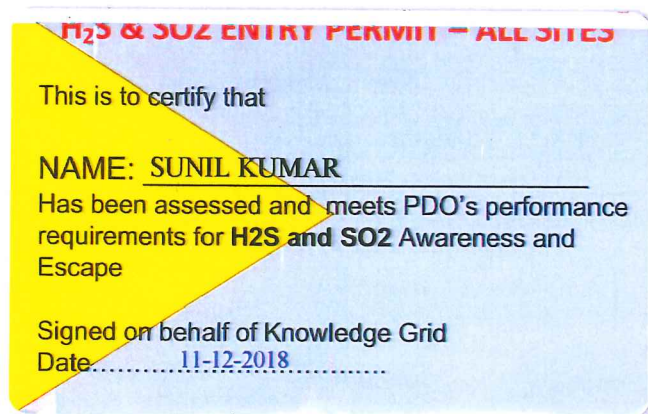 H₂S & SO2 ENTRY PERMIT – ALL SITES
This is to certify that
NAME: SUNIL KUMAR
Has been assessed and meets PDO's performance
requirements for H2S and SO2 Awareness and
Escape
Signed on behalf of Knowledge Grid
Date.......11-12-2018..............